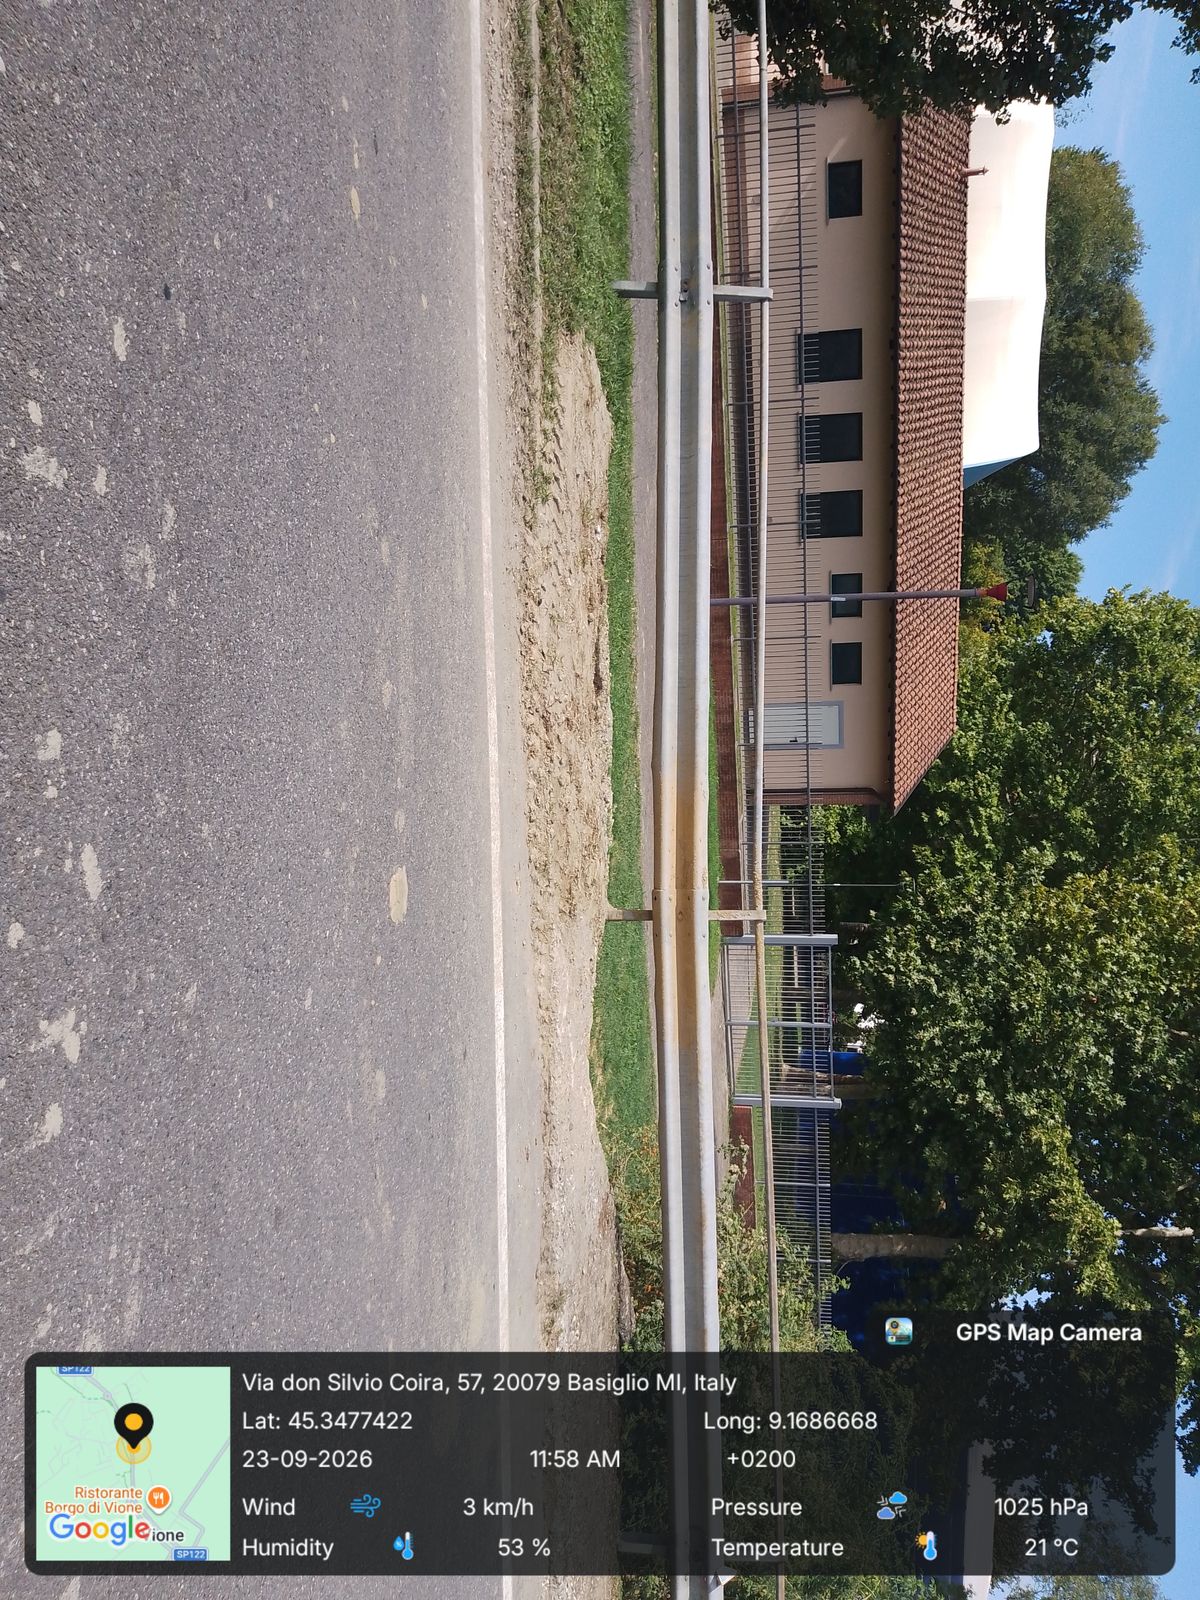 GPS Map Camera
SP122
Ristorante
Borgo di Vione
Google
ione
SP122
Via don Silvio Coira, 57, 20079 Basiglio MI, Italy
Lat: 45.3477422 Long: 9.1686668
23-09-2026 11:58 AM +0200
Wind 3 km/h Pressure 1025 hPa
Humidity 53 % Temperature 21 °C